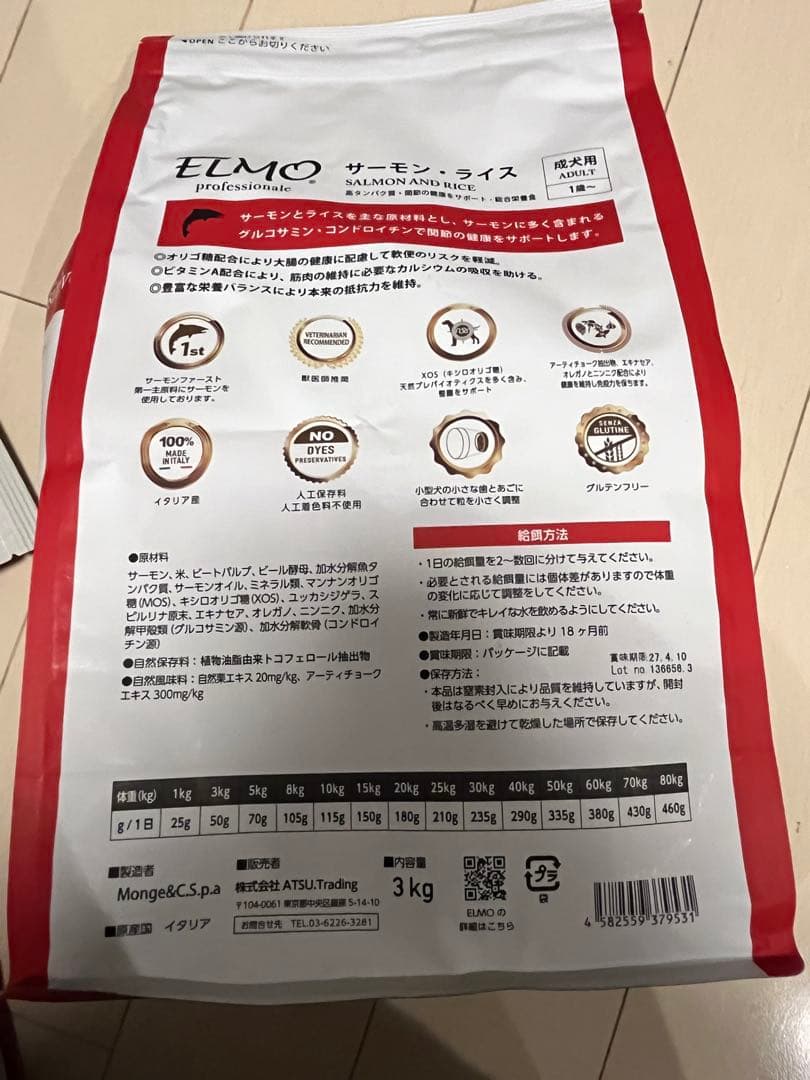 OPEN ここからお切りください
ELMO
professionale
サーモン・ライス
SALMON AND RICE
高タンパク質・関節の健康をサポート・総合栄養食
成犬用
ADULT
1歳～
サーモンとライスを主な原材料とし、サーモンに多く含まれる
グルコサミン・コンドロイチンで関節の健康をサポートします。
◎オリゴ糖配合により大腸の健康に配慮して軟便のリスクを軽減。
◎ビタミンA配合により、筋肉の維持に必要なカルシウムの吸収を助ける。
◎豊富な栄養バランスにより本来の抵抗力を維持。
1st
サーモンファースト
第一主原料にサーモンを
使用しております。
VETERINARIAN
RECOMMENDED
獣医師推奨
XOS
XOS（キシロオリゴ糖）
天然プレバイオティクスを多く含み、
整腸をサポート
アーティチョーク抽出物、エキナセア、
オレガノとニンニク配合により
健康を維持し免疫力を保ちます。
100%
MADE
IN ITALY
イタリア産
NO
DYES
PRESERVATIVES
人工保存料
人工着色料不使用
小型犬の小さな歯とあごに
合わせて粒を小さく調整
SENZA
GLUTINE
グルテンフリー
●原材料
サーモン、米、ビートパルプ、ビール酵母、加水分解魚タ
ンパク質、サーモンオイル、ミネラル類、マンナンオリゴ
糖(MOS)、キシロオリゴ糖(XOS)、ユッカシジゲラ、ス
ピルリナ原末、エキナセア、オレガノ、ニンニク、加水分
解甲殻類(グルコサミン源)、加水分解軟骨(コンドロイ
チン源)
●自然保存料：植物油脂由来トコフェロール抽出物
●自然風味料：自然栗エキス20mg/kg、アーティチョーク
エキス300mg/kg
給餌方法
・1日の給餌量を2～数回に分けて与えてください。
・必要とされる給餌量には個体差がありますので体重
の変化に応じて調整をしてください。
・常に新鮮でキレイな水を飲めるようにしてください。
●製造年月日：賞味期限より18ヶ月前
●賞味期限：パッケージに記載
賞味期限:27.4.10
Lot no 136658.3
●保存方法：
・本品は窒素封入により品質を維持していますが、開封
後はなるべく早めにお与えください。
・高温多湿を避けて乾燥した場所で保存してください。
体重(kg) 1kg 3kg 5kg 8kg 10kg 15kg 20kg 25kg 30kg 40kg 50kg 60kg 70kg 80kg
g/1日 25g 50g 70g 105g 115g 150g 180g 210g 235g 290g 335g 380g 430g 460g
■製造者
Monge&C.S.p.a
■原産国 イタリア
■販売者
株式会社 ATSU.Trading
〒104-0061 東京都中央区銀座5-14-10
お問合せ先 TEL.03-6226-3281
■内容量
3kg
ELMOの
詳細はこちら
プラ
4 582559 379531